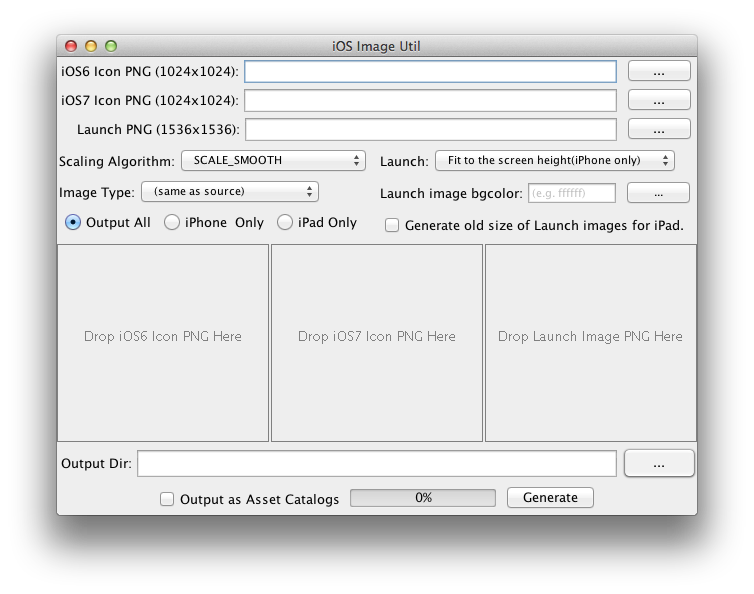 iOS Image Util
iOS6 Icon PNG (1024x1024): ...
iOS7 Icon PNG (1024x1024): ...
Launch PNG (1536x1536): ...
Scaling Algorithm: SCALE_SMOOTH Launch: Fit to the screen height(iPhone only)
Image Type: (same as source) Launch image bgcolor: (e.g. ffffff) ...
Output All iPhone Only iPad Only Generate old size of Launch images for iPad.
Drop iOS6 Icon PNG Here Drop iOS7 Icon PNG Here Drop Launch Image PNG Here
Output Dir: ...
Output as Asset Catalogs 0% Generate